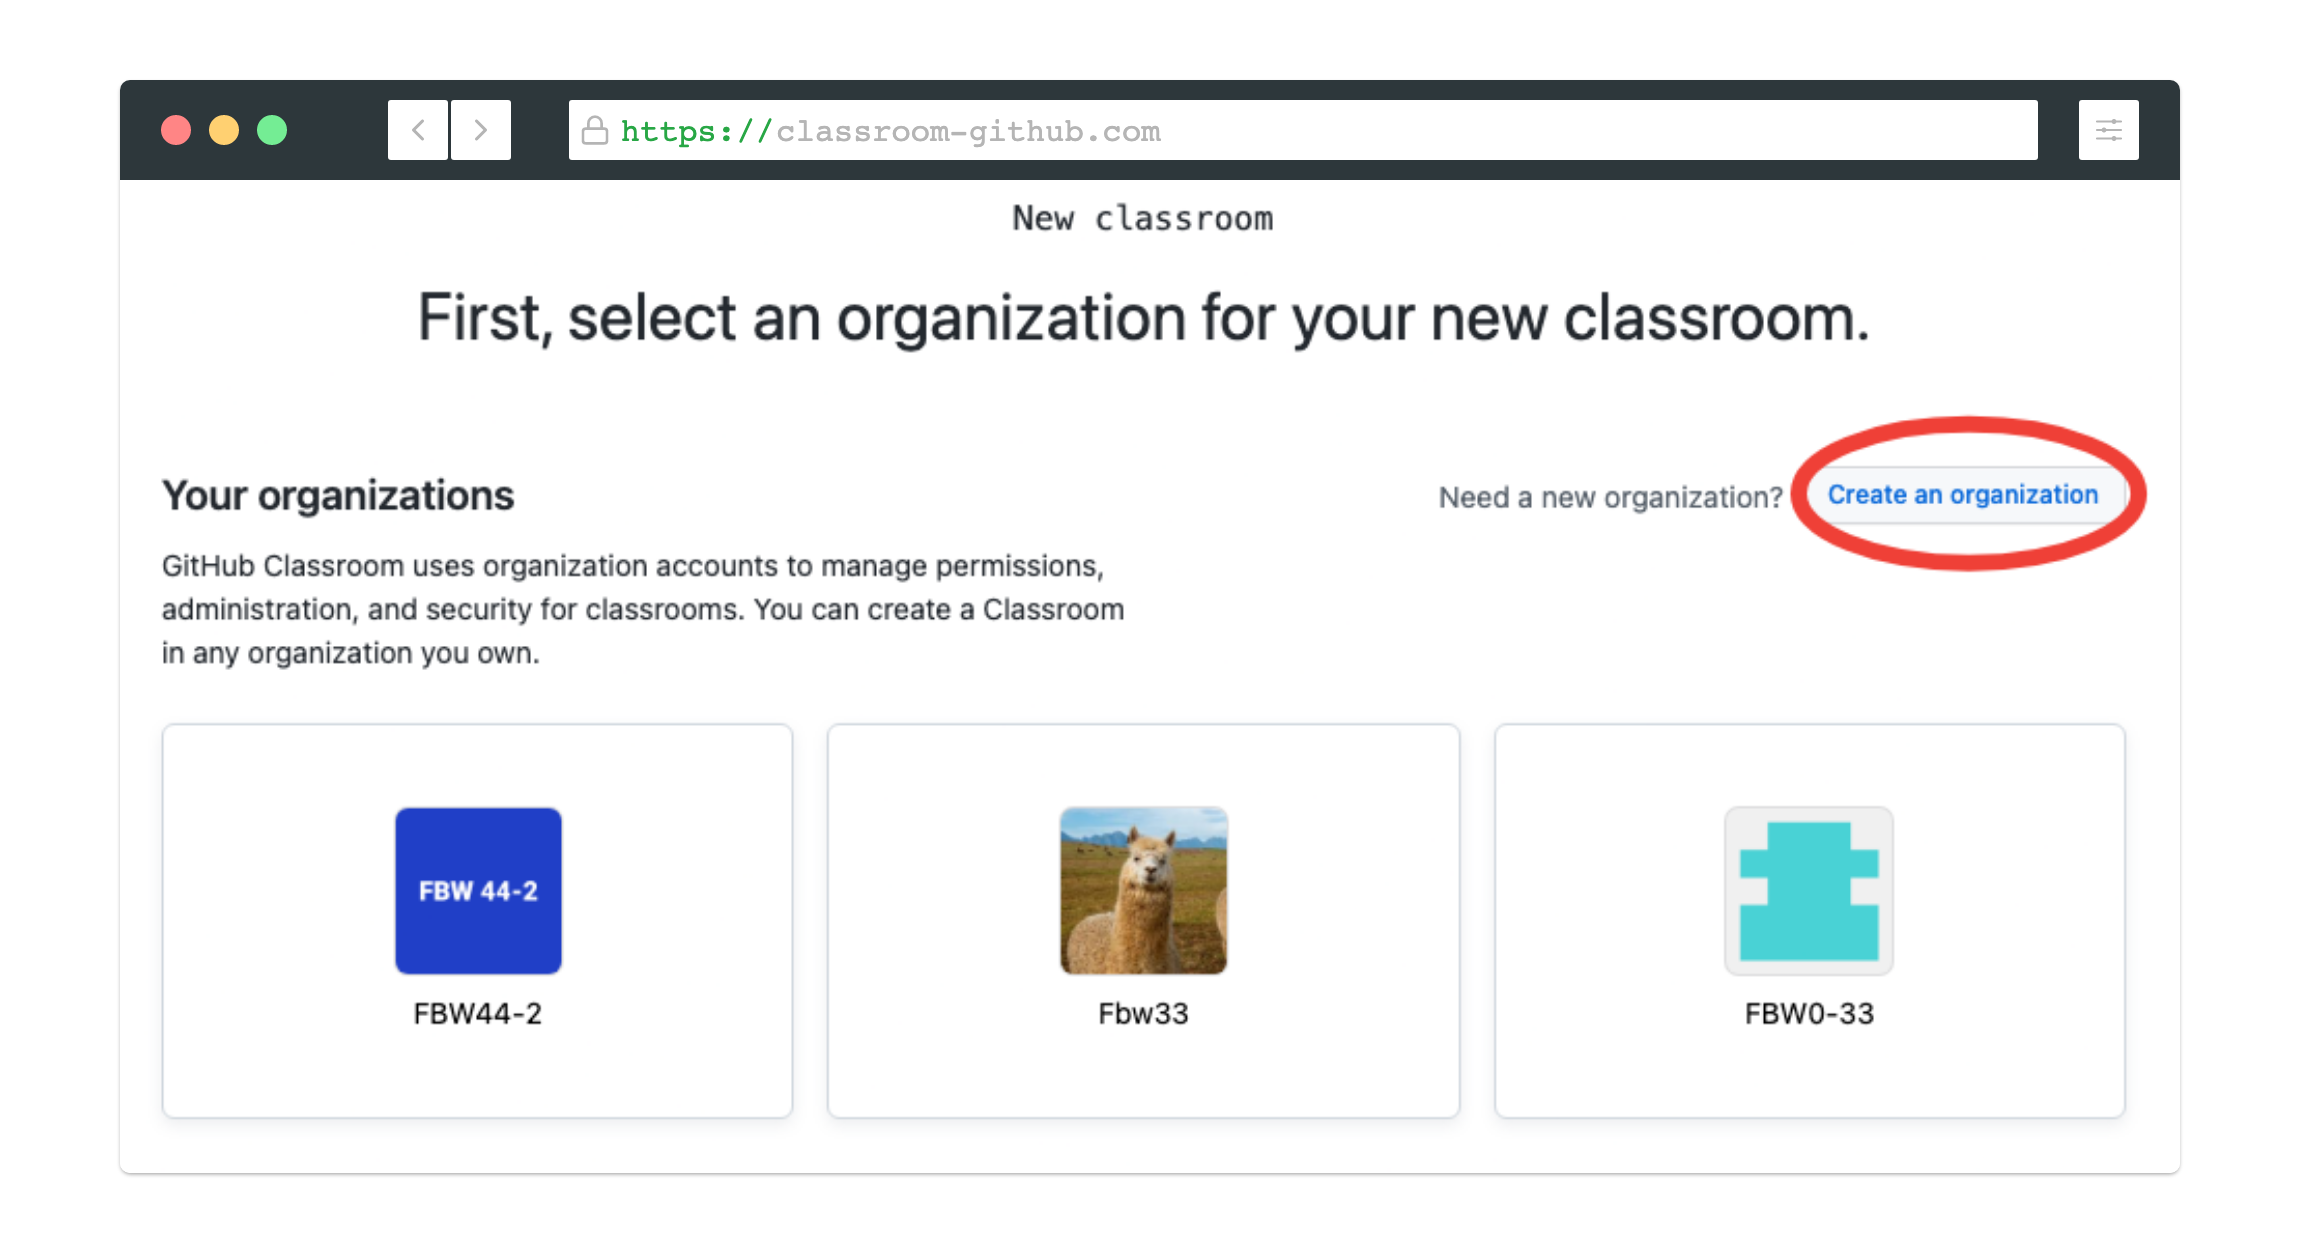 https://classroom-github.com
New classroom
First, select an organization for your new classroom.
Your organizations
Need a new organization? Create an organization
GitHub Classroom uses organization accounts to manage permissions,
administration, and security for classrooms. You can create a Classroom
in any organization you own.
FBW 44-2
FBW44-2
Fbw33
FBW0-33